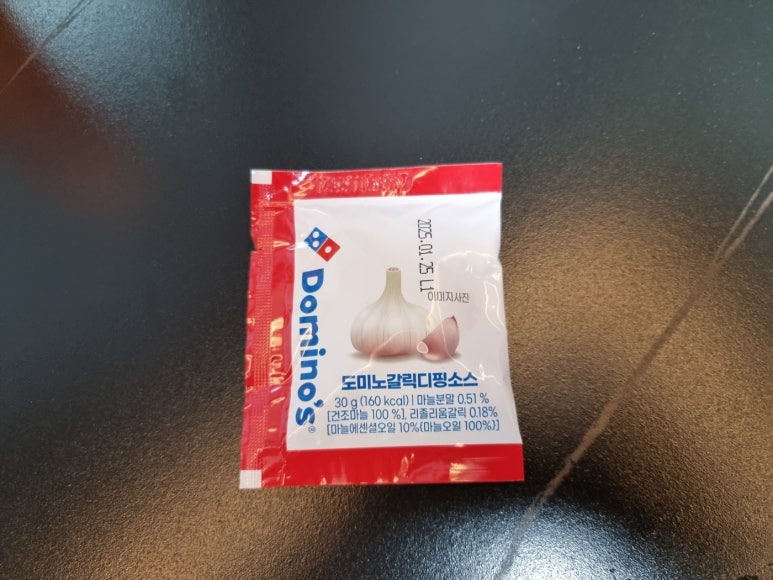 Domino's®
2025.01.25 L1
이미지사진
도미노갈릭디핑소스
30 g (160 kcal) | 마늘분말 0.51 %
[건조마늘 100 %], 리졸리움갈릭 0.18%
[마늘에센셜오일 10%{마늘오일 100%}]